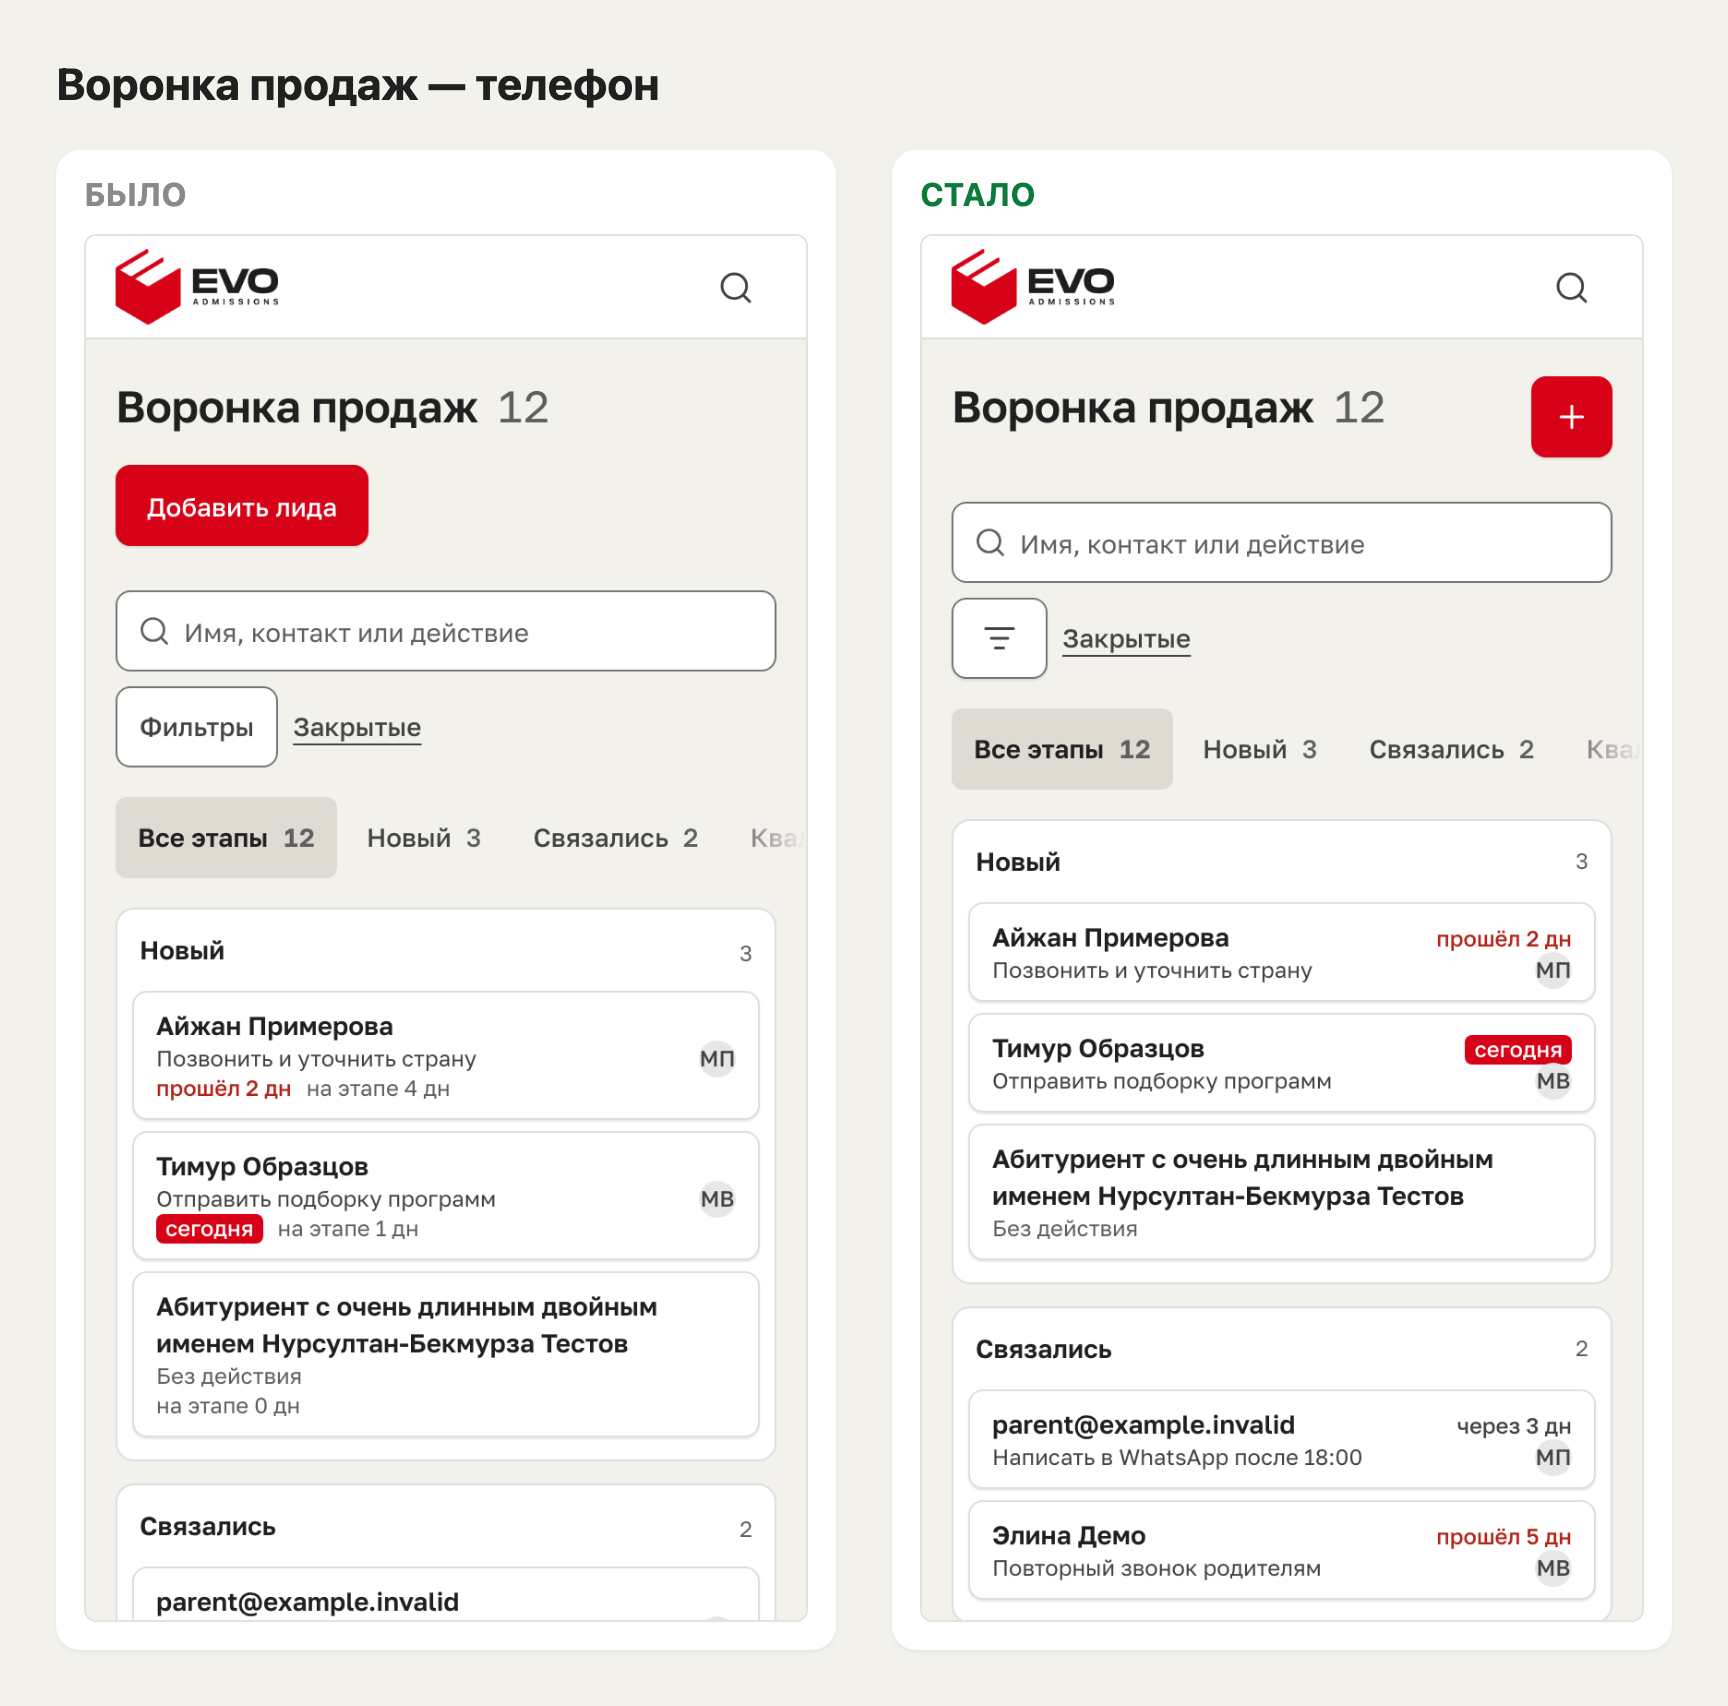 Воронка продаж — телефон
БЫЛО
EVO
ADMISSIONS
Воронка продаж 12
Добавить лида
Имя, контакт или действие
Фильтры Закрытые
Все этапы 12 Новый 3 Связались 2 Ква
Новый 3
Айжан Примерова
Позвонить и уточнить страну МП
прошёл 2 дн на этапе 4 дн
Тимур Образцов
Отправить подборку программ МВ
сегодня на этапе 1 дн
Абитуриент с очень длинным двойным
именем Нурсултан-Бекмурза Тестов
Без действия
на этапе 0 дн
Связались 2
parent@example.invalid
СТАЛО
EVO
ADMISSIONS
Воронка продаж 12
Имя, контакт или действие
Закрытые
Все этапы 12 Новый 3 Связались 2 Ква
Новый 3
Айжан Примерова прошёл 2 дн
Позвонить и уточнить страну МП
Тимур Образцов сегодня
Отправить подборку программ МВ
Абитуриент с очень длинным двойным
именем Нурсултан-Бекмурза Тестов
Без действия
Связались 2
parent@example.invalid через 3 дн
Написать в WhatsApp после 18:00 МП
Элина Демо прошёл 5 дн
Повторный звонок родителям МВ